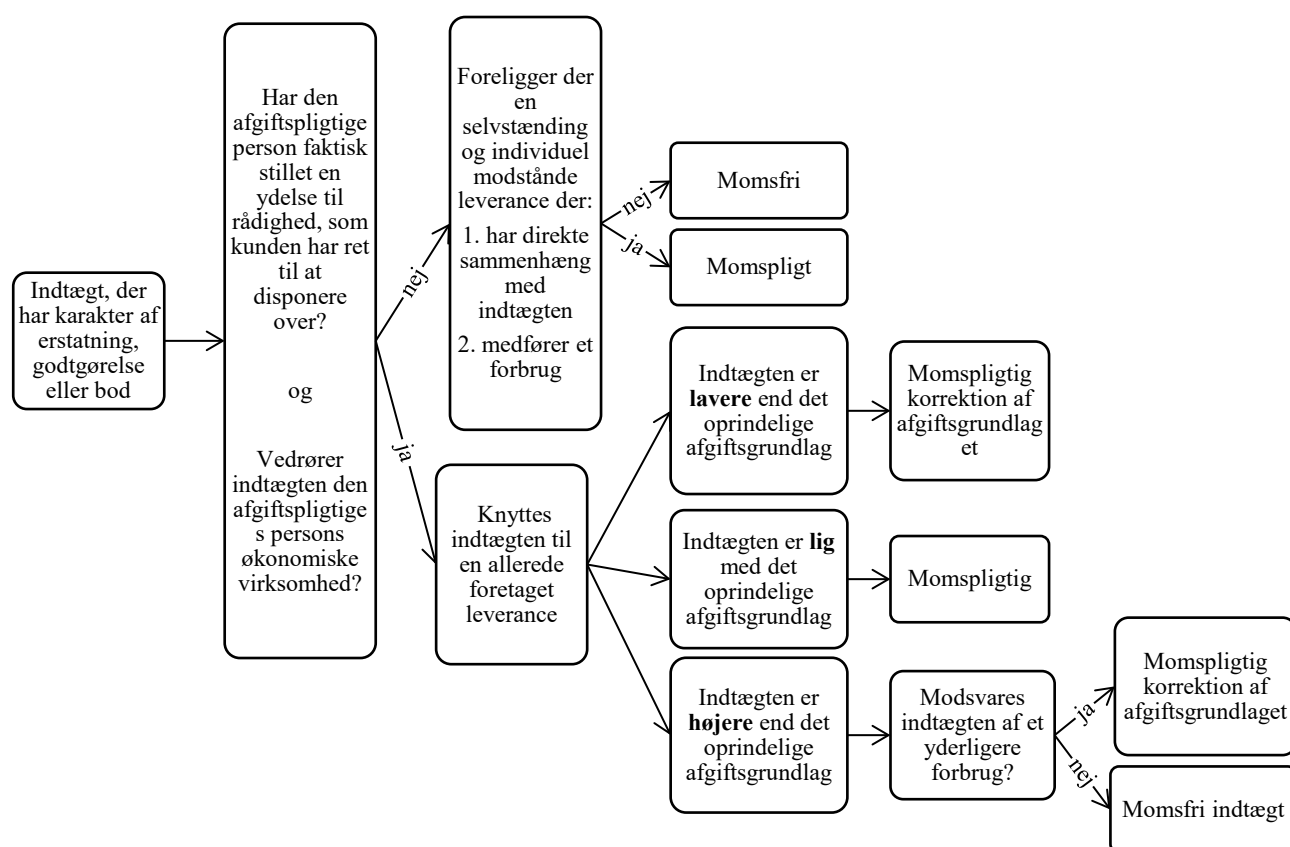 Indtægt, der
har karakter af
erstatning,
godtgørelse
eller bod
Har den
afgiftspligtige
person faktisk
stillet en
ydelse til
rådighed, som
kunden har ret
til at
disponere
over?
og
Vedrører
indtægten den
afgiftspligtige
s persons
økonomiske
virksomhed?
nej
ja
Foreligger der
en
selvstænding
og individuel
modstånde
leverance der:
1. har direkte
sammenhæng
med
indtægten
2. medfører et
forbrug
nej
ja
Momsfri
Momspligt
Knyttes
indtægten til
en allerede
foretaget
leverance
Indtægten er
lavere end det
oprindelige
afgiftsgrundlag
Momspligtig
korrektion af
afgiftsgrundlag
et
Indtægten er lig
med det
oprindelige
afgiftsgrundlag
Momspligtig
Indtægten er
højere end det
oprindelige
afgiftsgrundlag
Modsvares
indtægten af et
yderligere
forbrug?
ja
nej
Momspligtig
korrektion af
afgiftsgrundlaget
Momsfri indtægt